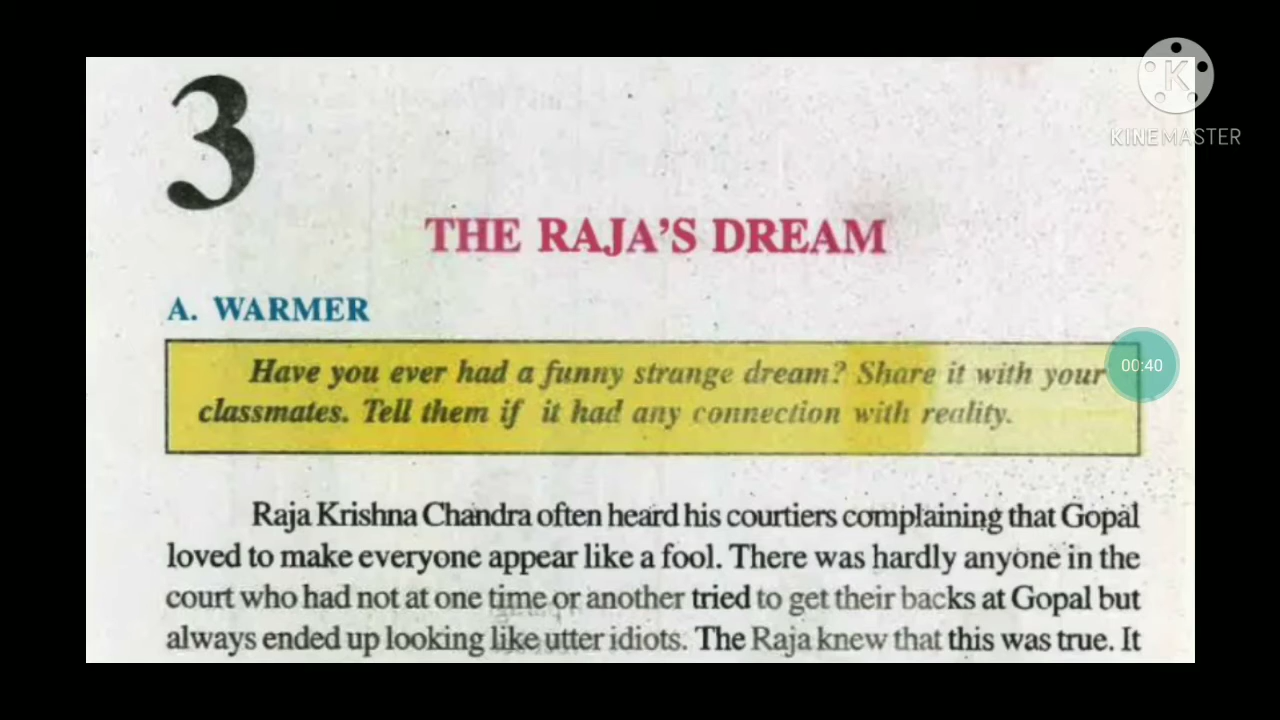 3
KINEMASTER
THE RAJA'S DREAM
A. WARMER
Have you ever had a funny strange dream? Share it with your
classmates. Tell them if it had any connection with reality.
00:40
Raja Krishna Chandra often heard his courtiers complaining that Gopal
loved to make everyone appear like a fool. There was hardly anyone in the
court who had not at one time or another tried to get their backs at Gopal but
always ended up looking like utter idiots. The Raja knew that this was true. It